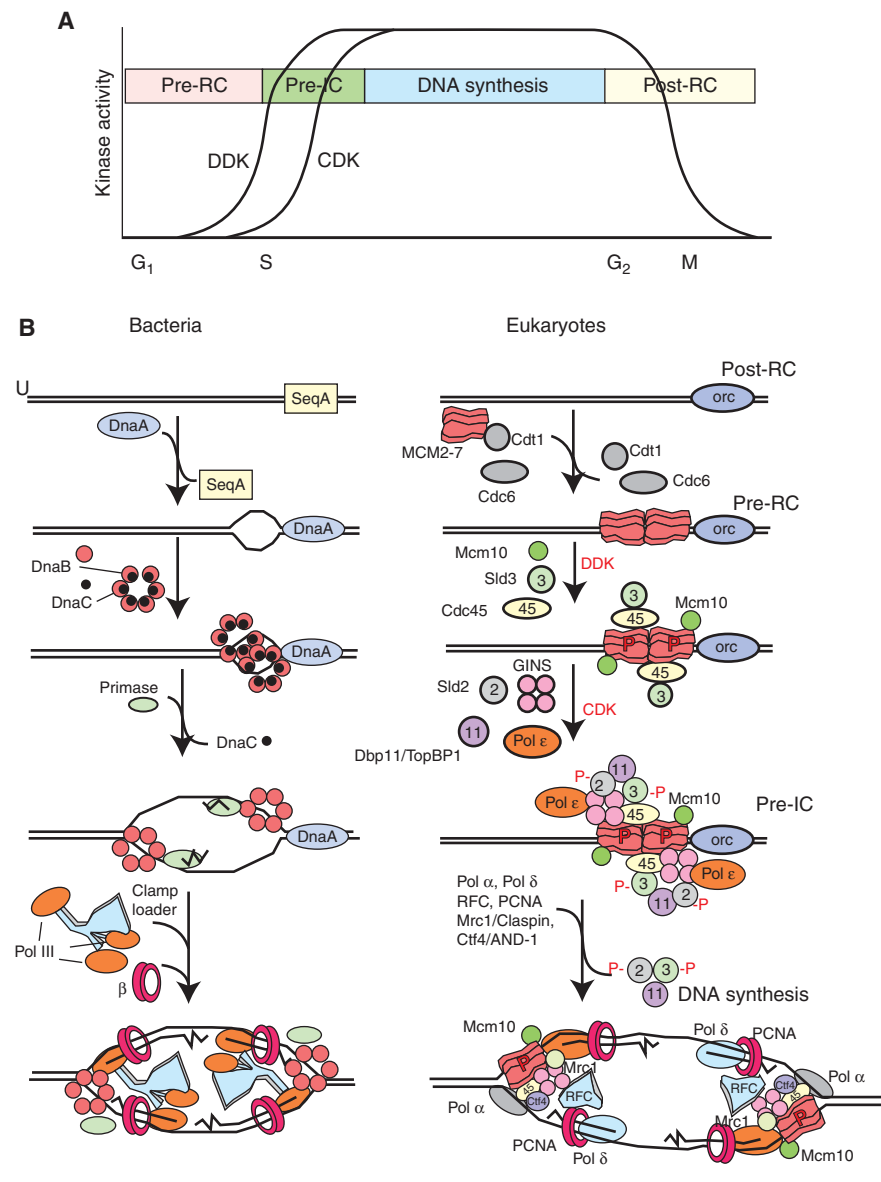 A
Kinase activity
Pre-RC
Pre-IC
DNA synthesis
Post-RC
DDK
CDK
G1
S
G2
M
B
Bacteria
U
SeqA
DnaA
SeqA
DnaA
DnaB
DnaC
DnaA
Primase
DnaC
DnaA
Clamp
loader
Pol III
β
Eukaryotes
Post-RC
orc
MCM2-7
Cdt1
Cdc6
Cdt1
Cdc6
Pre-RC
orc
Mcm10
Sld3
3
Cdc45
45
DDK
3
45
Mcm10
P
P
orc
45
3
GINS
Sld2
2
11
Dbp11/TopBP1
Pol ε
CDK
11
P-
2
3
-P
Pol ε
45
Mcm10
Pre-IC
P
P
orc
45
Pol ε
P-
3
11
2
-P
Pol α, Pol δ
RFC, PCNA
Mrc1/Claspin,
Ctf4/AND-1
P-
2
3
-P
11
DNA synthesis
Mcm10
P
Mrc1
45
Ctf4
RFC
Pol α
PCNA
Pol δ
Pol δ
PCNA
RFC
Ctf4
45
Pol α
Mrc1
P
Mcm10